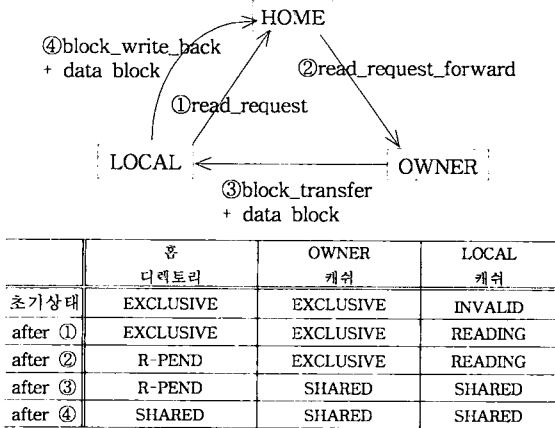 HOME
④block_write_back
+ data block
②read_request_forward
①read_request
LOCAL
OWNER
③block_transfer
+ data block
홈 OWNER LOCAL
디렉토리 캐쉬 캐쉬
초기상태 EXCLUSIVE EXCLUSIVE INVALID
after ① EXCLUSIVE EXCLUSIVE READING
after ② R-PEND EXCLUSIVE READING
after ③ R-PEND SHARED SHARED
after ④ SHARED SHARED SHARED